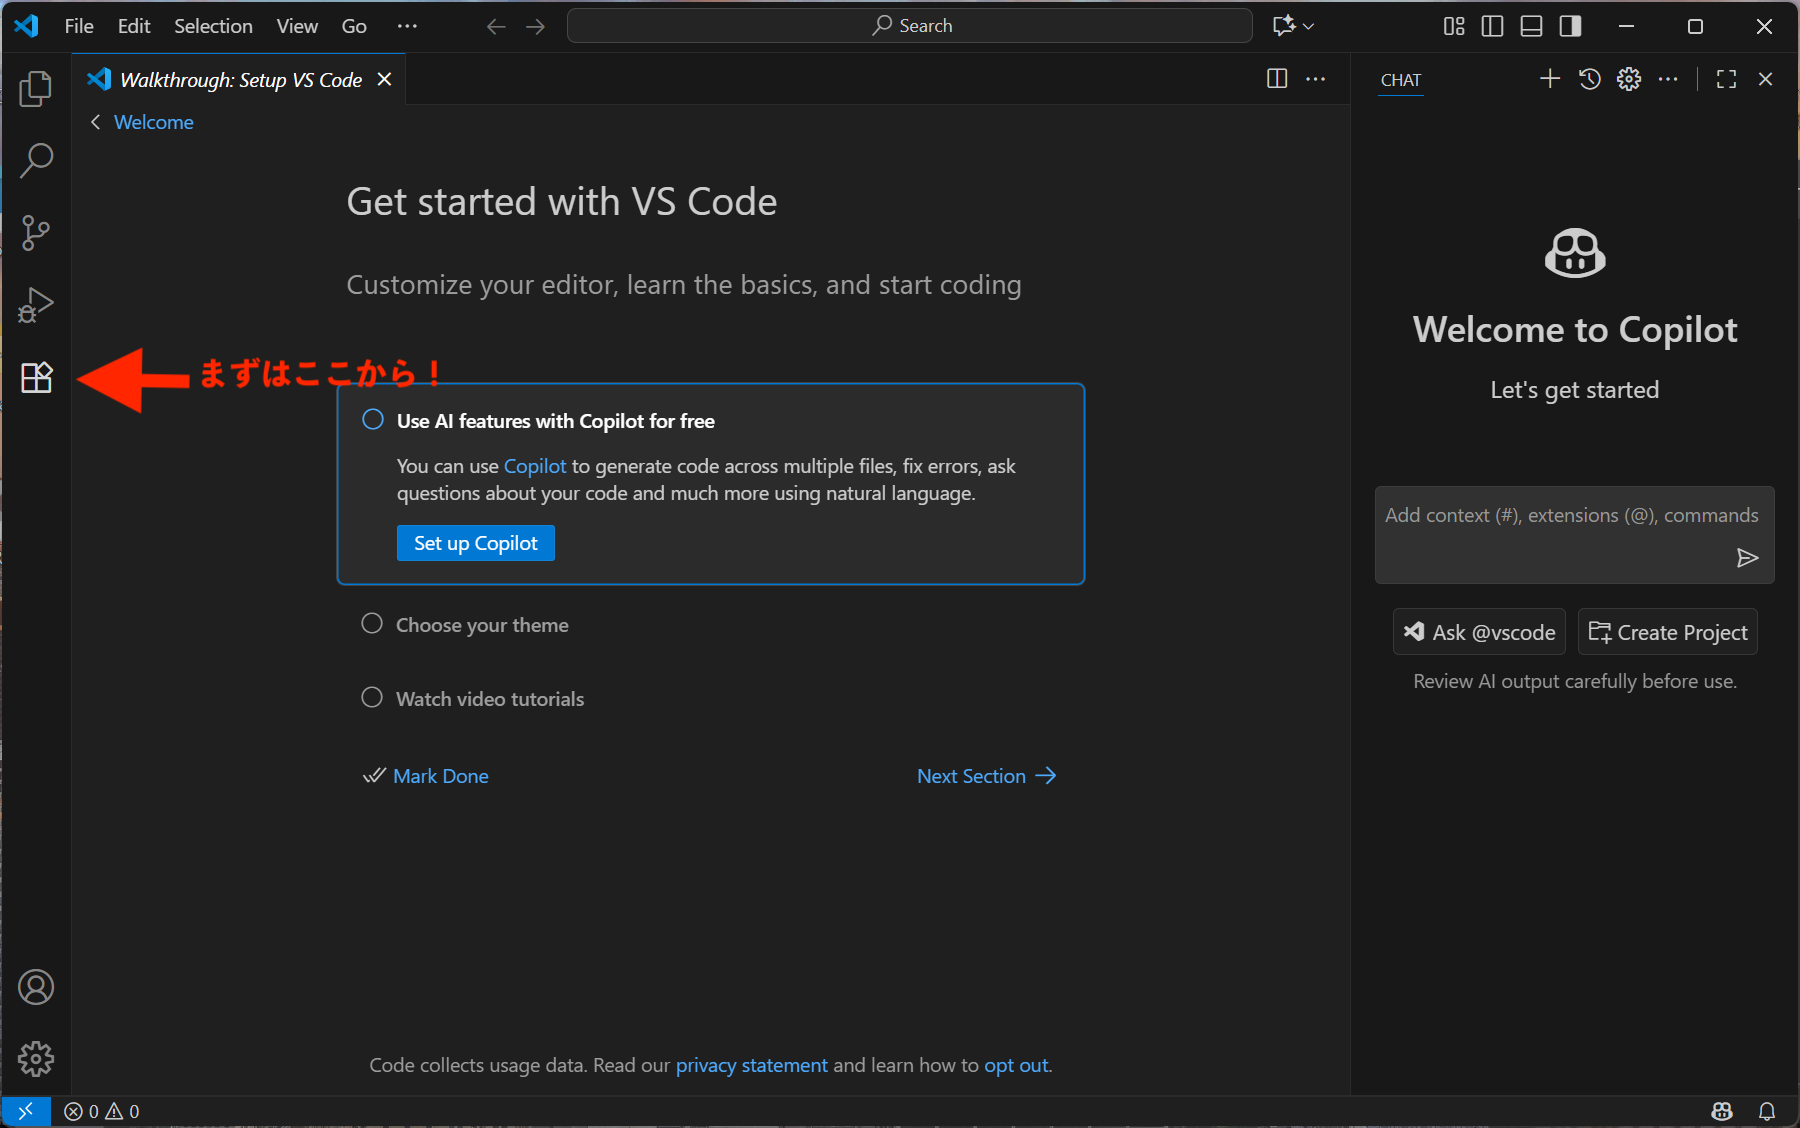 File Edit Selection View Go ··· Search
Walkthrough: Setup VS Code
CHAT
Welcome
Get started with VS Code
Customize your editor, learn the basics, and start coding
まずはここから！
Use AI features with Copilot for free
You can use Copilot to generate code across multiple files, fix errors, ask
questions about your code and much more using natural language.
Set up Copilot
Choose your theme
Watch video tutorials
Mark Done
Next Section
Code collects usage data. Read our privacy statement and learn how to opt out.
Welcome to Copilot
Let's get started
Add context (#), extensions (@), commands
Ask @vscode
Create Project
Review AI output carefully before use.
0 0